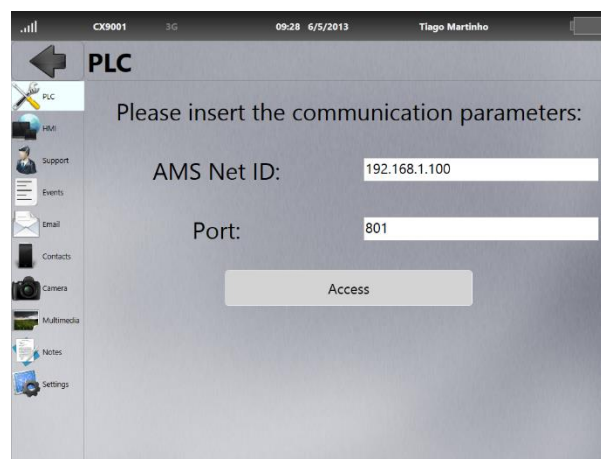 CX9001 3G 09:28 6/5/2013 Tiago Martinho
PLC
PLC
HMI
Support
Events
Email
Contacts
Camera
Multimedia
Notes
Settings
Please insert the communication parameters:
AMS Net ID: 192.168.1.100
Port: 801
Access